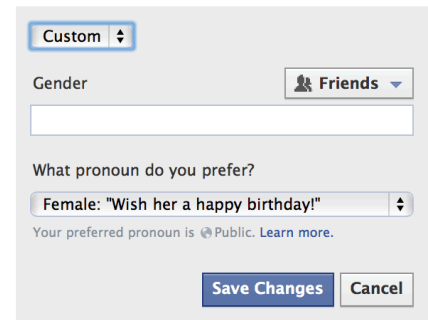 Custom
Gender Friends
What pronoun do you prefer?
Female: "Wish her a happy birthday!"
Your preferred pronoun is Public. Learn more.
Save Changes Cancel